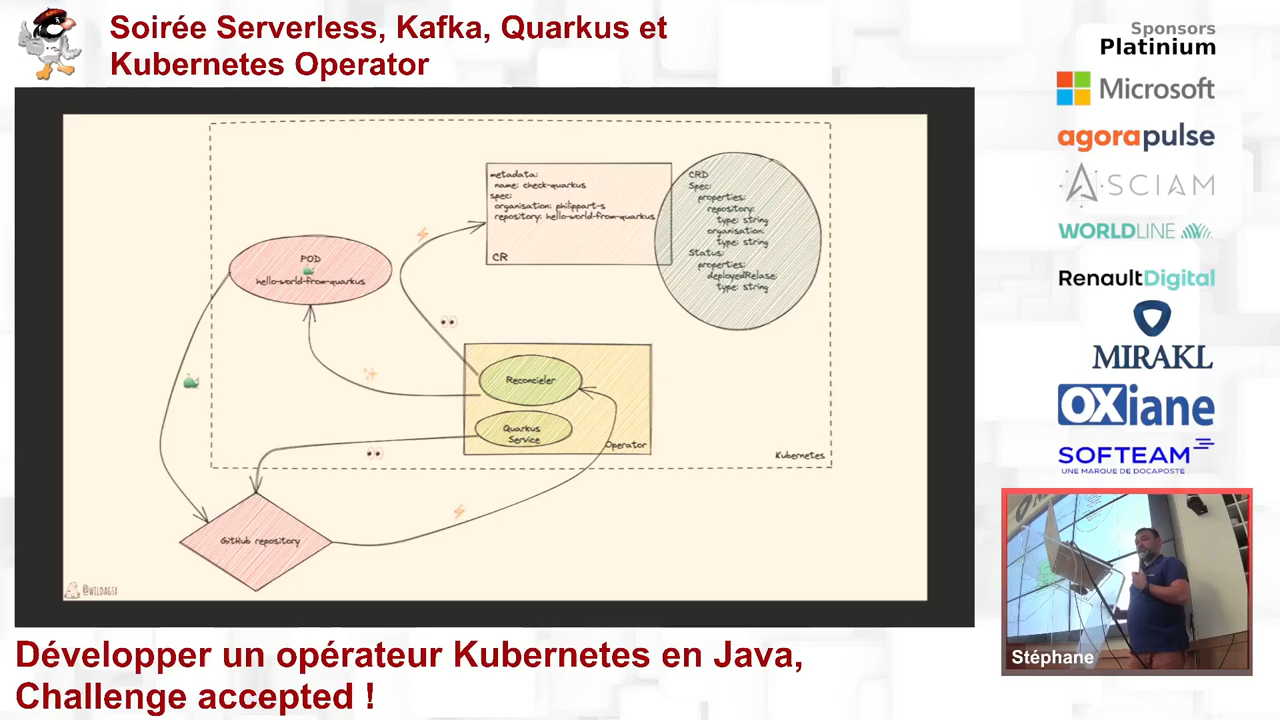 Soirée Serverless, Kafka, Quarkus et
Kubernetes Operator
Sponsors
Platinium
Microsoft
agorapulse
ASCIAM
WORLDLINE
RenaultDigital
MIRAKL
OXiane
SOFTEAM
UNE MARQUE DE DOCAPOSTE
metadata:
name: check-quarkus
spec:
organisation: philippart-s
repository: hello-world-from-quarkus
CR
CRD
Spec:
properties:
repository:
type: string
organisation:
type: string
Status:
properties:
deployedRelase:
type: string
POD
hello-world-from-quarkus
Reconcieler
Quarkus
Service
Operator
Kubernetes
GitHub repository
@WILDAGSX
Stéphane
Développer un opérateur Kubernetes en Java,
Challenge accepted !